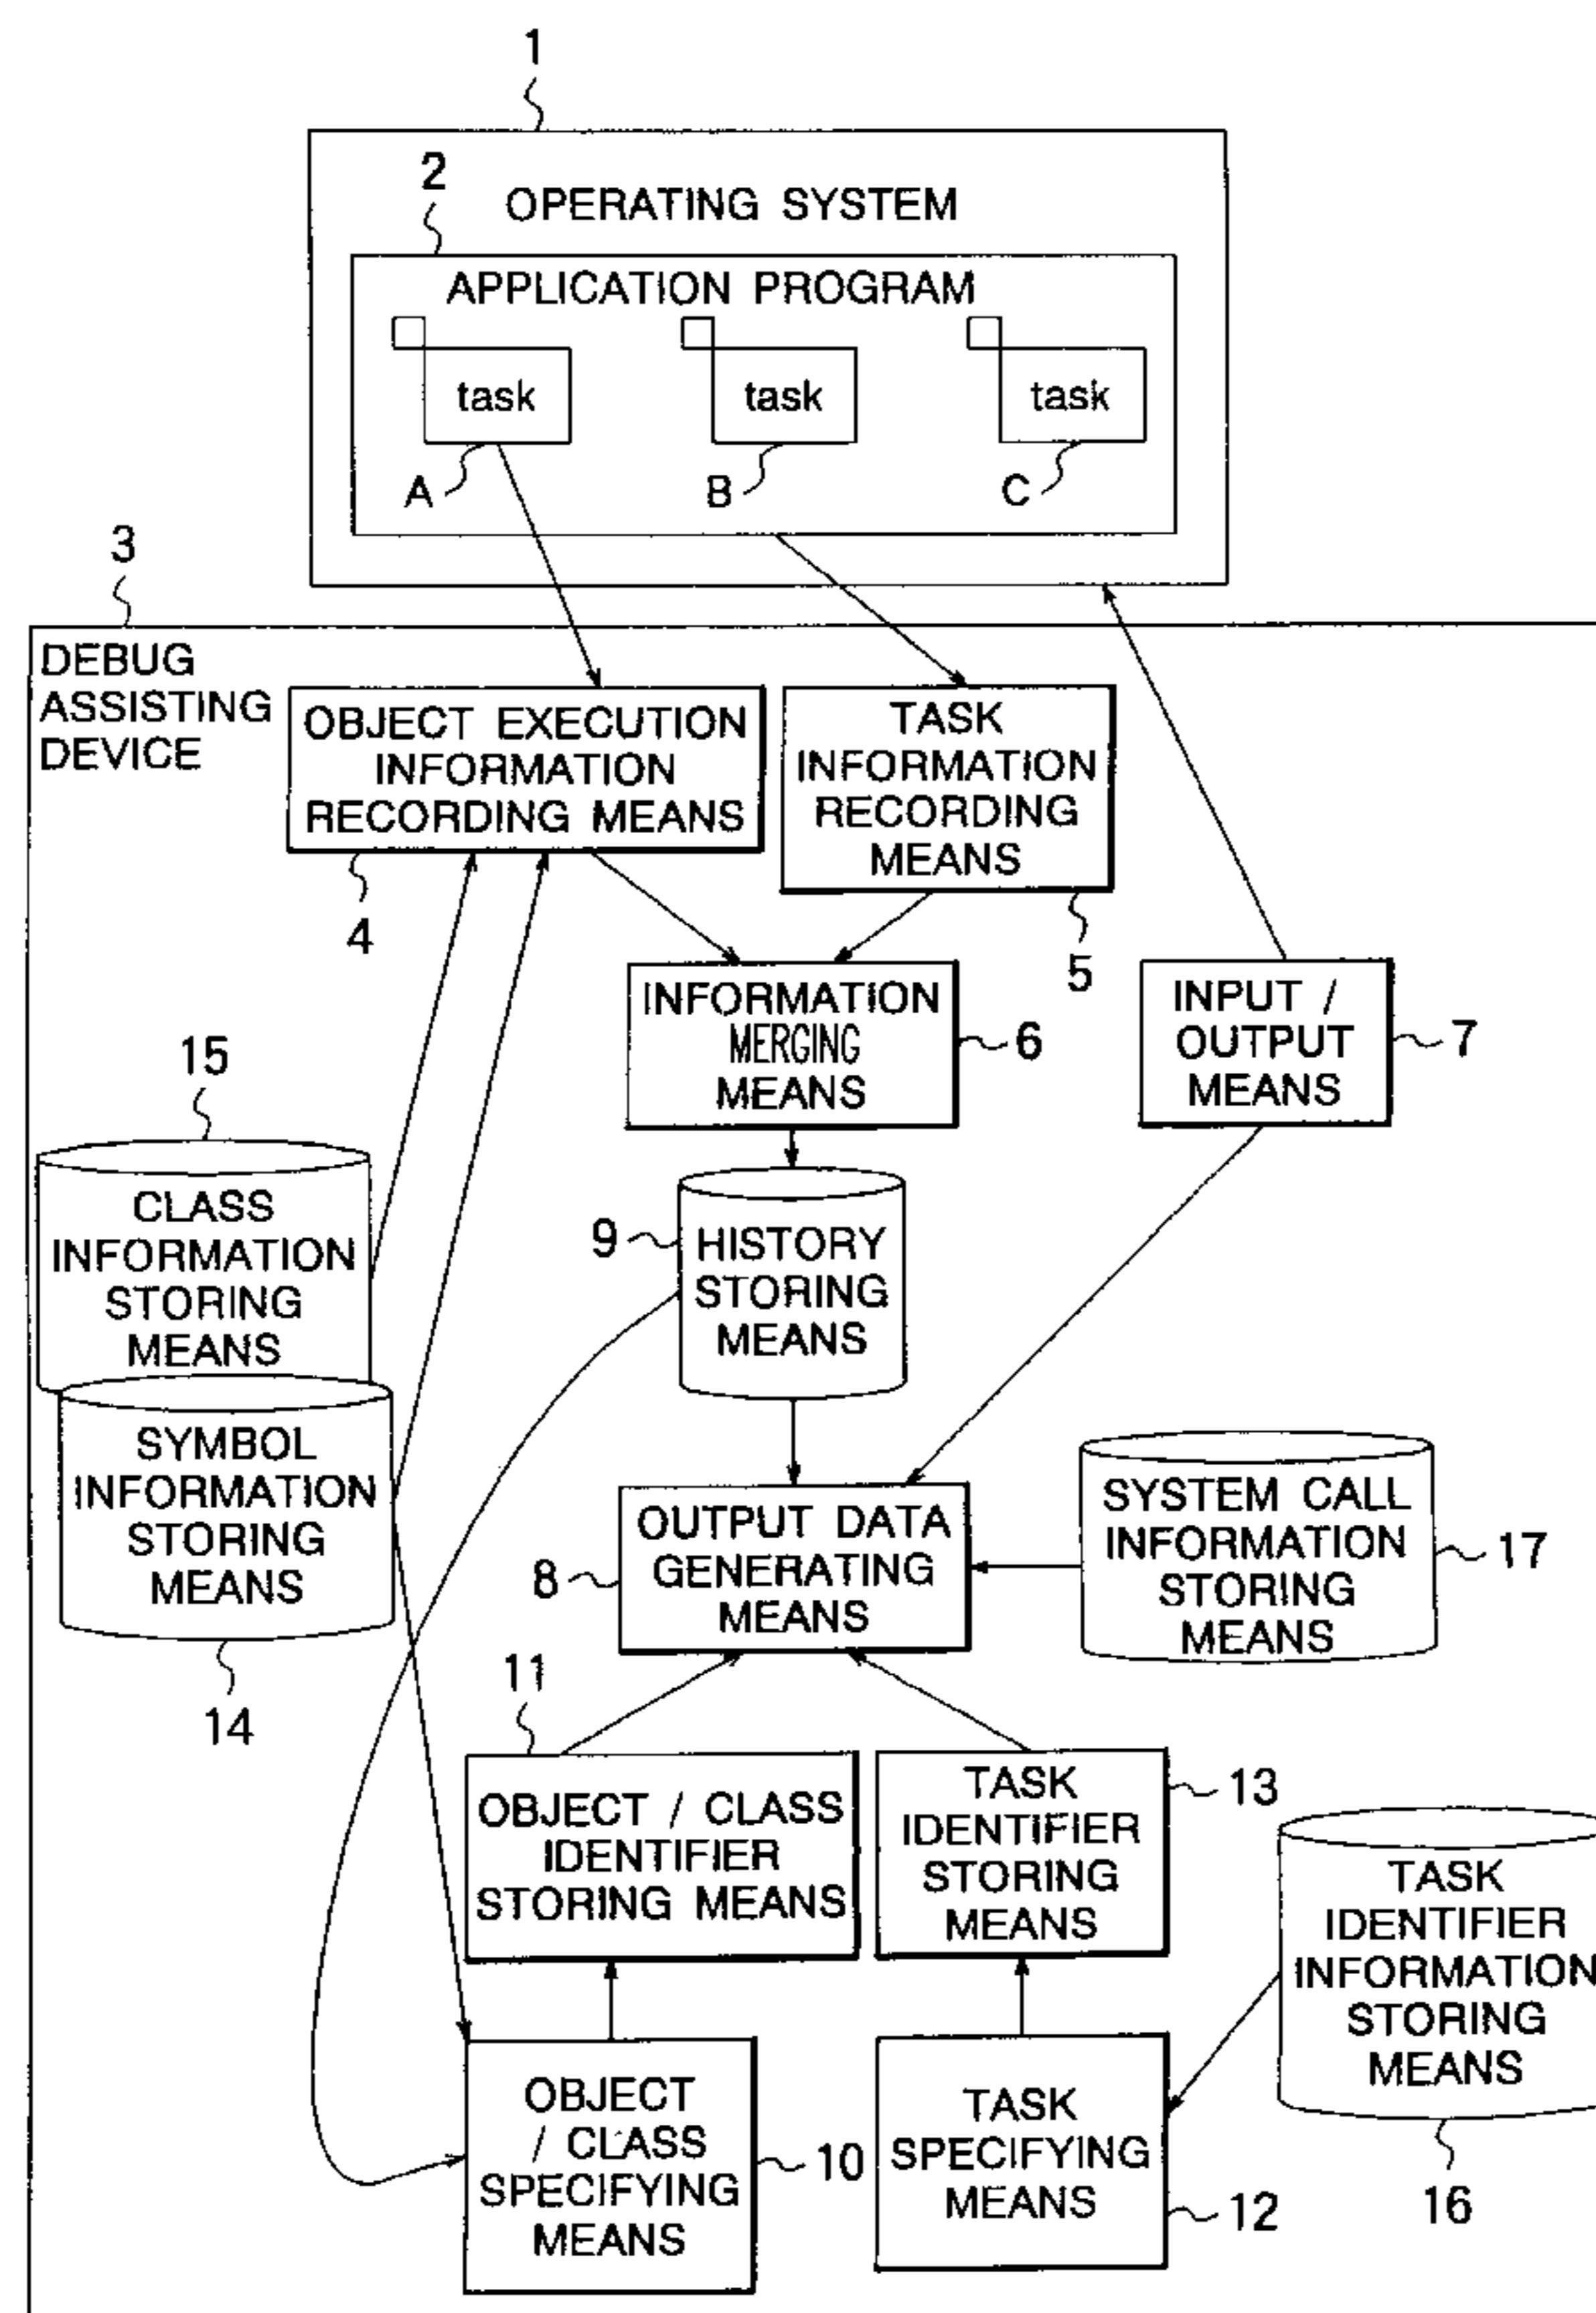 1
2
OPERATING SYSTEM
APPLICATION PROGRAM
task
task
task
A
B
C
3
DEBUG
ASSISTING
DEVICE
OBJECT EXECUTION
INFORMATION
RECORDING MEANS
4
TASK
INFORMATION
RECORDING
MEANS
5
INFORMATION
MERGING
MEANS
6
INPUT /
OUTPUT
MEANS
7
15
CLASS
INFORMATION
STORING
MEANS
9
HISTORY
STORING
MEANS
SYMBOL
INFORMATION
STORING
MEANS
14
8
OUTPUT DATA
GENERATING
MEANS
SYSTEM CALL
INFORMATION
STORING
MEANS
17
11
OBJECT / CLASS
IDENTIFIER
STORING MEANS
TASK
IDENTIFIER
STORING
MEANS
13
TASK
IDENTIFIER
INFORMATION
STORING
MEANS
16
OBJECT
/ CLASS
SPECIFYING
MEANS
10
TASK
SPECIFYING
MEANS
12